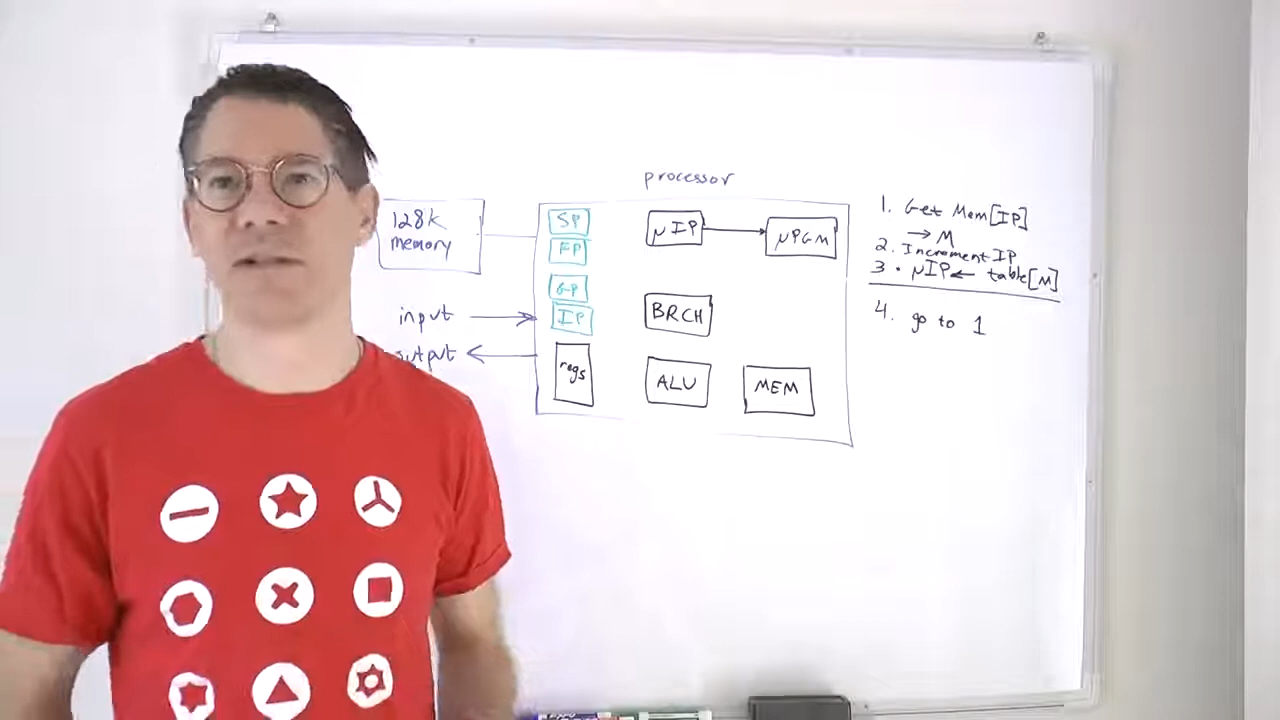 processor
128k
memory
SP
FP
GP
IP
regs
input
output
μIP
μPGM
BRCH
ALU
MEM
1. Get Mem[IP]
→ M
2. Increment IP
3. • μIP ← table[M]
4. go to 1